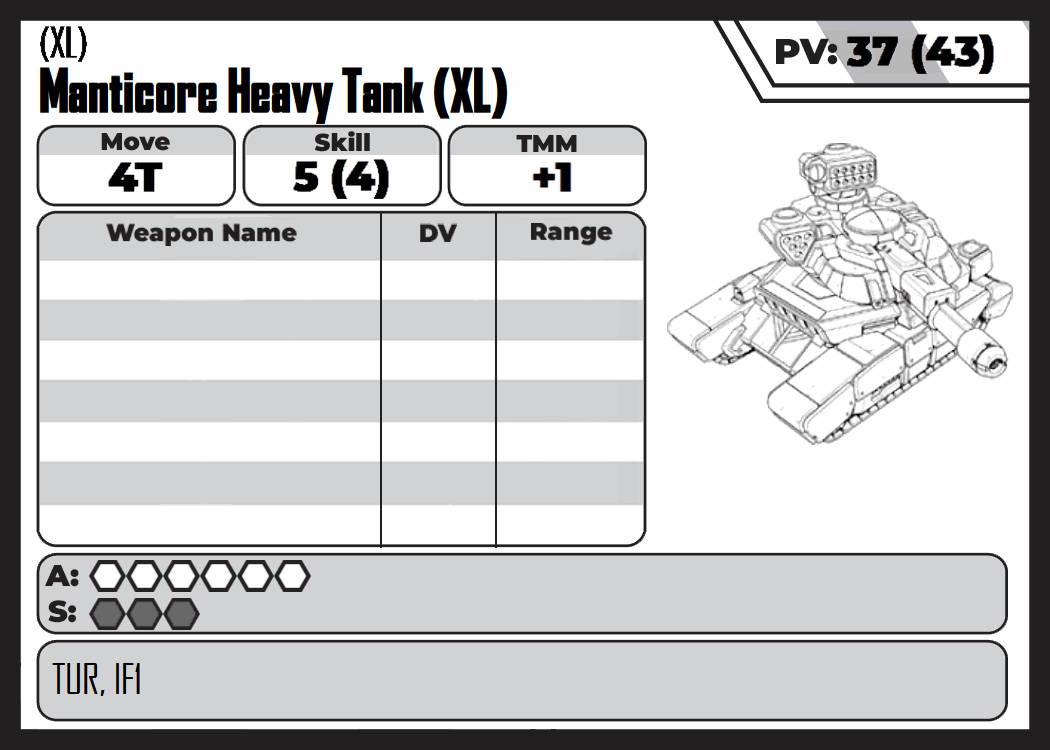 (XL)
PV: 37 (43)
Manticore Heavy Tank (XL)
Move Skill TMM
4T 5 (4) +1
Weapon Name DV Range
A:
S:
TUR, IF1